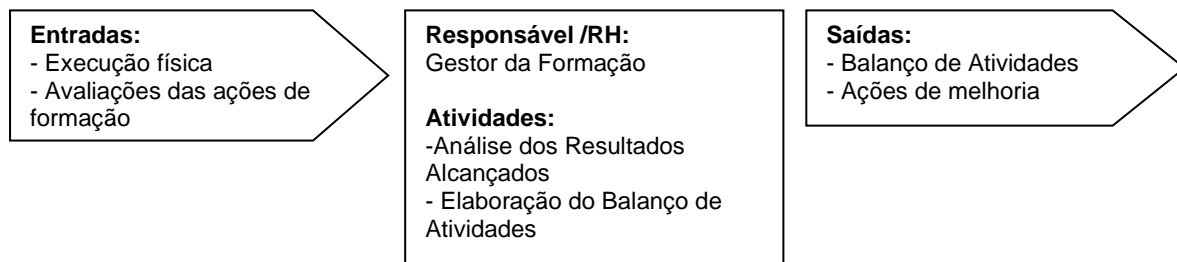 Entradas:
- Execução física
- Avaliações das ações de
formação
Responsável /RH:
Gestor da Formação
Atividades:
-Análise dos Resultados
Alcançados
- Elaboração do Balanço de
Atividades
Saídas:
- Balanço de Atividades
- Ações de melhoria